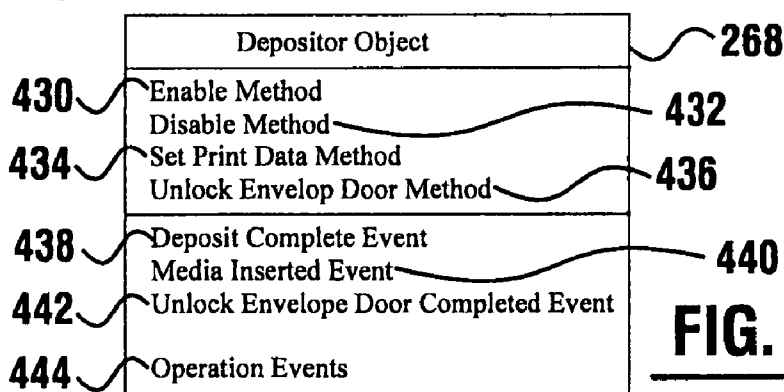 Depositor Object 268
430 Enable Method
Disable Method 432
434 Set Print Data Method
Unlock Envelop Door Method 436
438 Deposit Complete Event
Media Inserted Event 440
442 Unlock Envelope Door Completed Event
FIG.
444 Operation Events